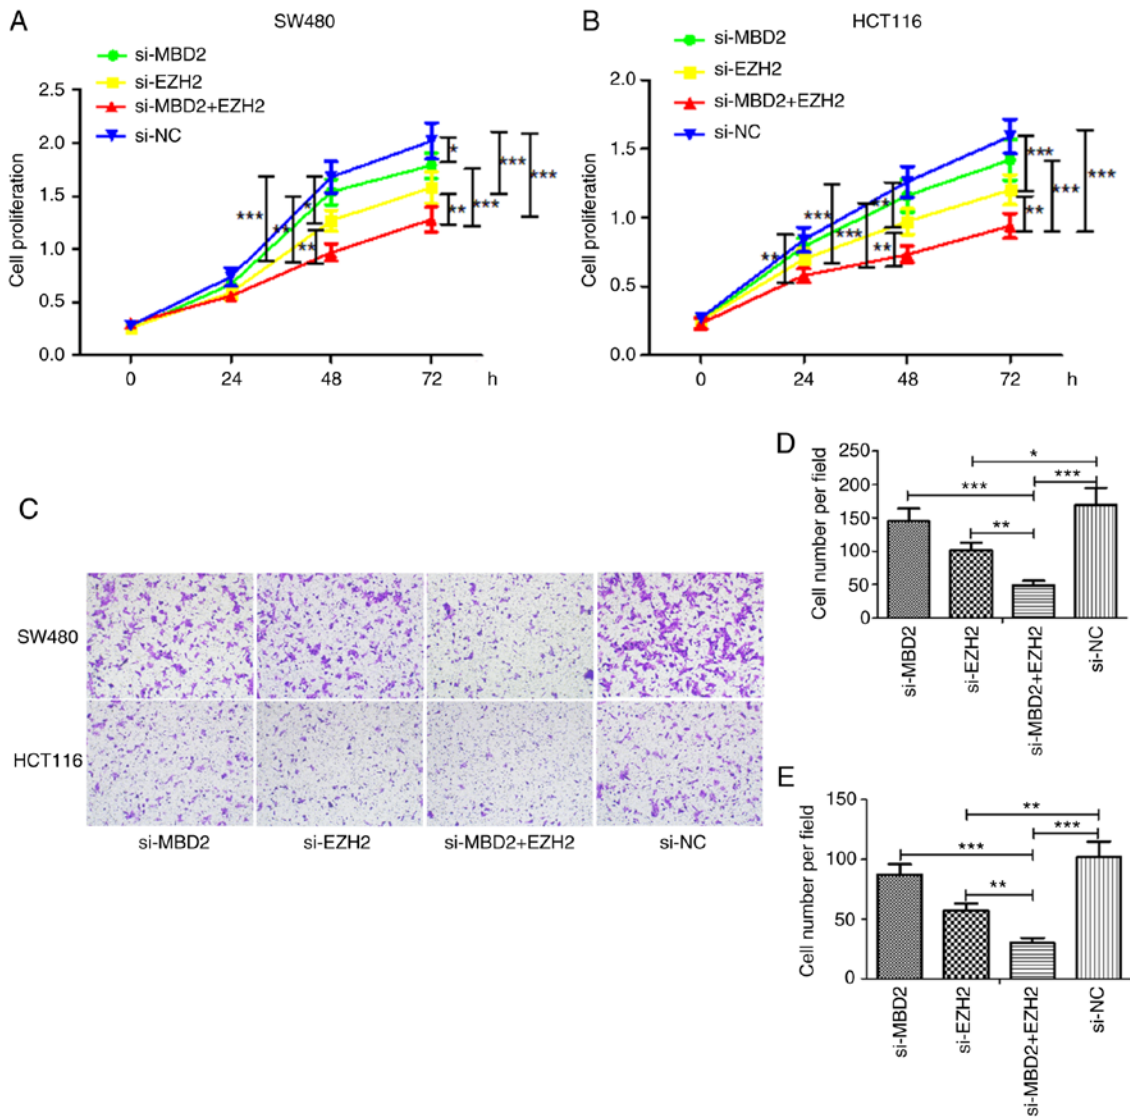 A
SW480
si-MBD2
si-EZH2
si-MBD2+EZH2
si-NC
Cell proliferation
2.5
2.0
1.5
1.0
0.5
0.0
0 24 48 72 h
*** ** * ** * ** *** *** ***
B
HCT116
si-MBD2
si-EZH2
si-MBD2+EZH2
si-NC
Cell proliferation
2.0
1.5
1.0
0.5
0.0
0 24 48 72 h
** *** *** ** ** *** ** *** ***
C
SW480
HCT116
si-MBD2 si-EZH2 si-MBD2+EZH2 si-NC
D
Cell number per field
250
200
150
100
50
0
*
***
***
**
si-MBD2
si-EZH2
si-MBD2+EZH2
si-NC
E
Cell number per field
150
100
50
0
**
***
***
**
si-MBD2
si-EZH2
si-MBD2+EZH2
si-NC